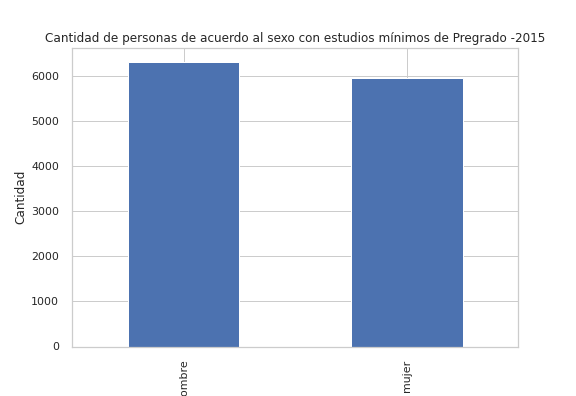 Cantidad de personas de acuerdo al sexo con estudios mínimos de Pregrado -2015
6000
5000
4000
3000
2000
1000
0
Cantidad
ombre
mujer